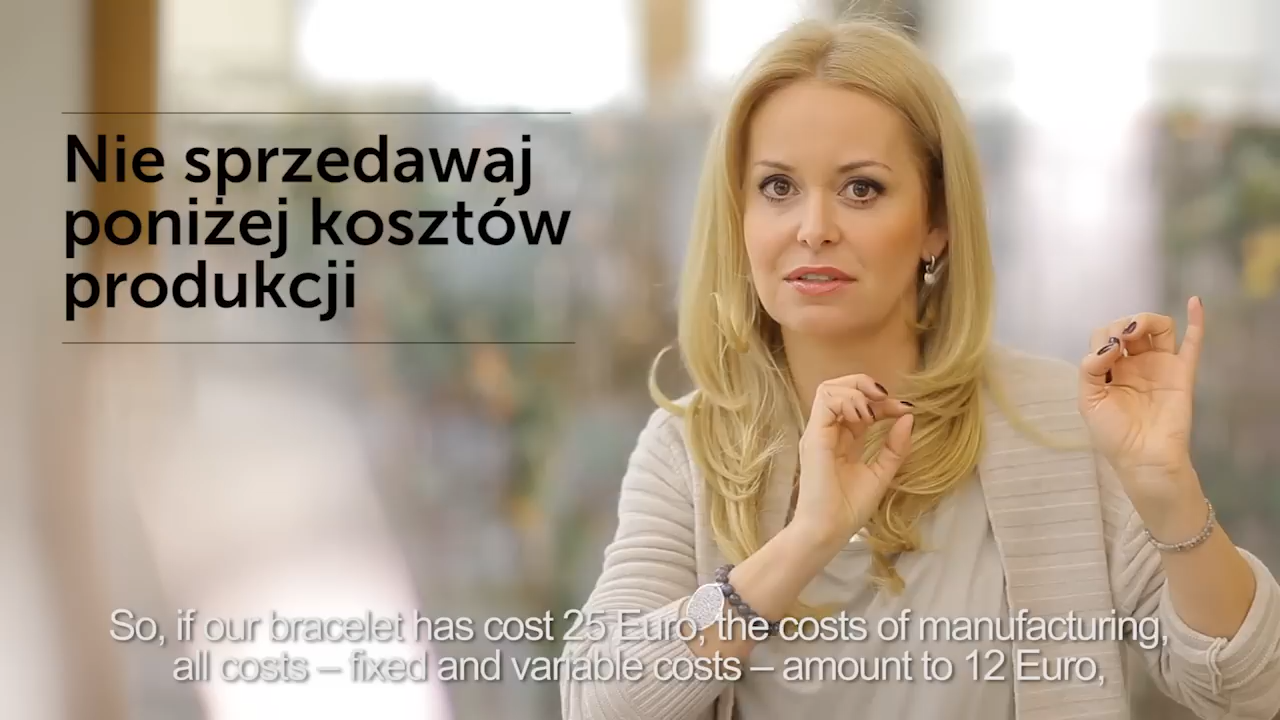 Nie sprzedawaj
poniżej kosztów
produkcji
So, if our bracelet has cost 25 Euro, the costs of manufacturing,
all costs – fixed and variable costs – amount to 12 Euro,